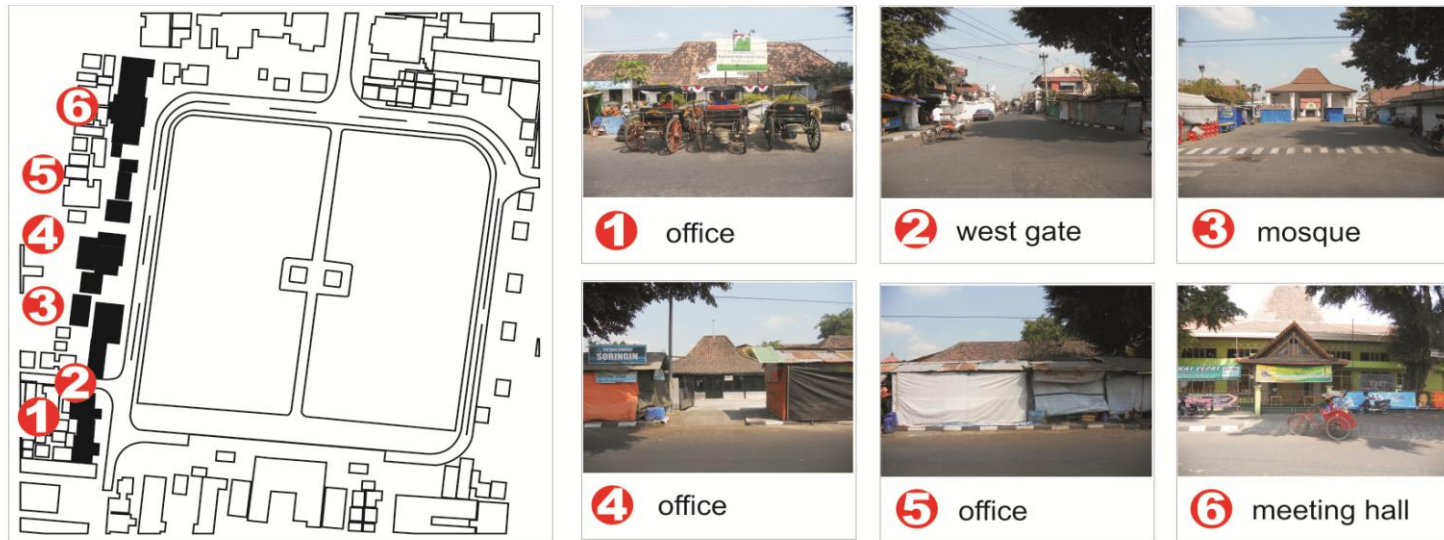 6
5
4
3
2
1
1 office
2 west gate
3 mosque
SORINGIN
4 office
5 office
6 meeting hall